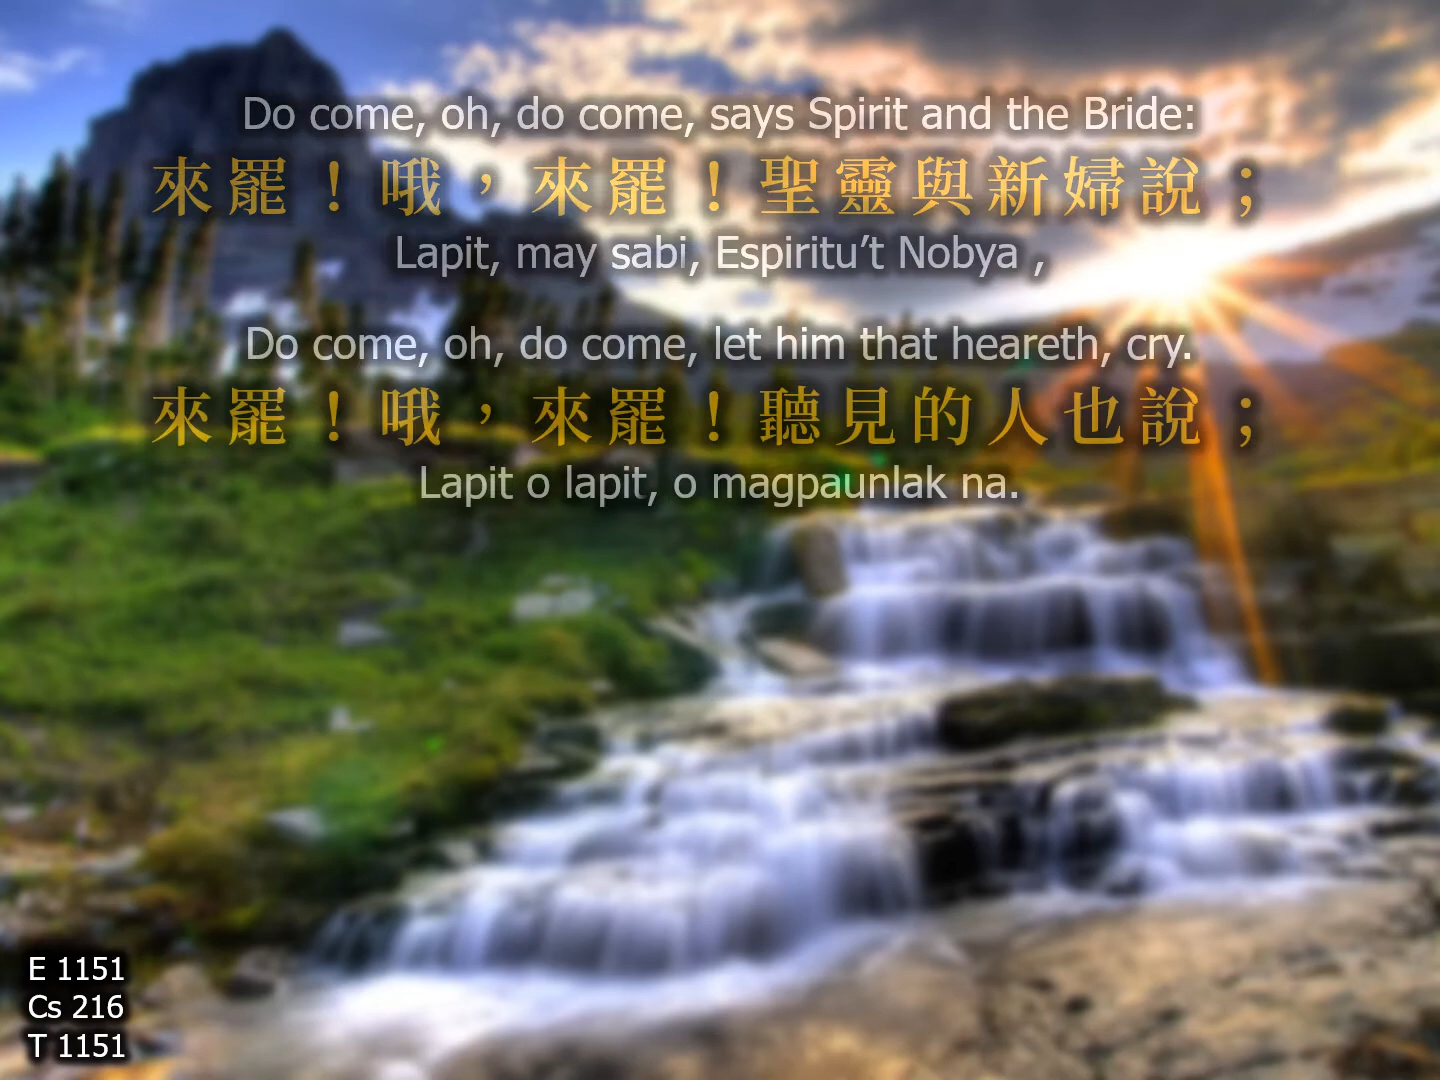 Do come, oh, do come, says Spirit and the Bride:
來罷！哦，來罷！聖靈與新婦說；
Lapit, may sabi, Espiritu’t Nobya ,
Do come, oh, do come, let him that heareth, cry.
來罷！哦，來罷！聽見的人也說；
Lapit o lapit, o magpaunlak na.
E 1151
Cs 216
T 1151